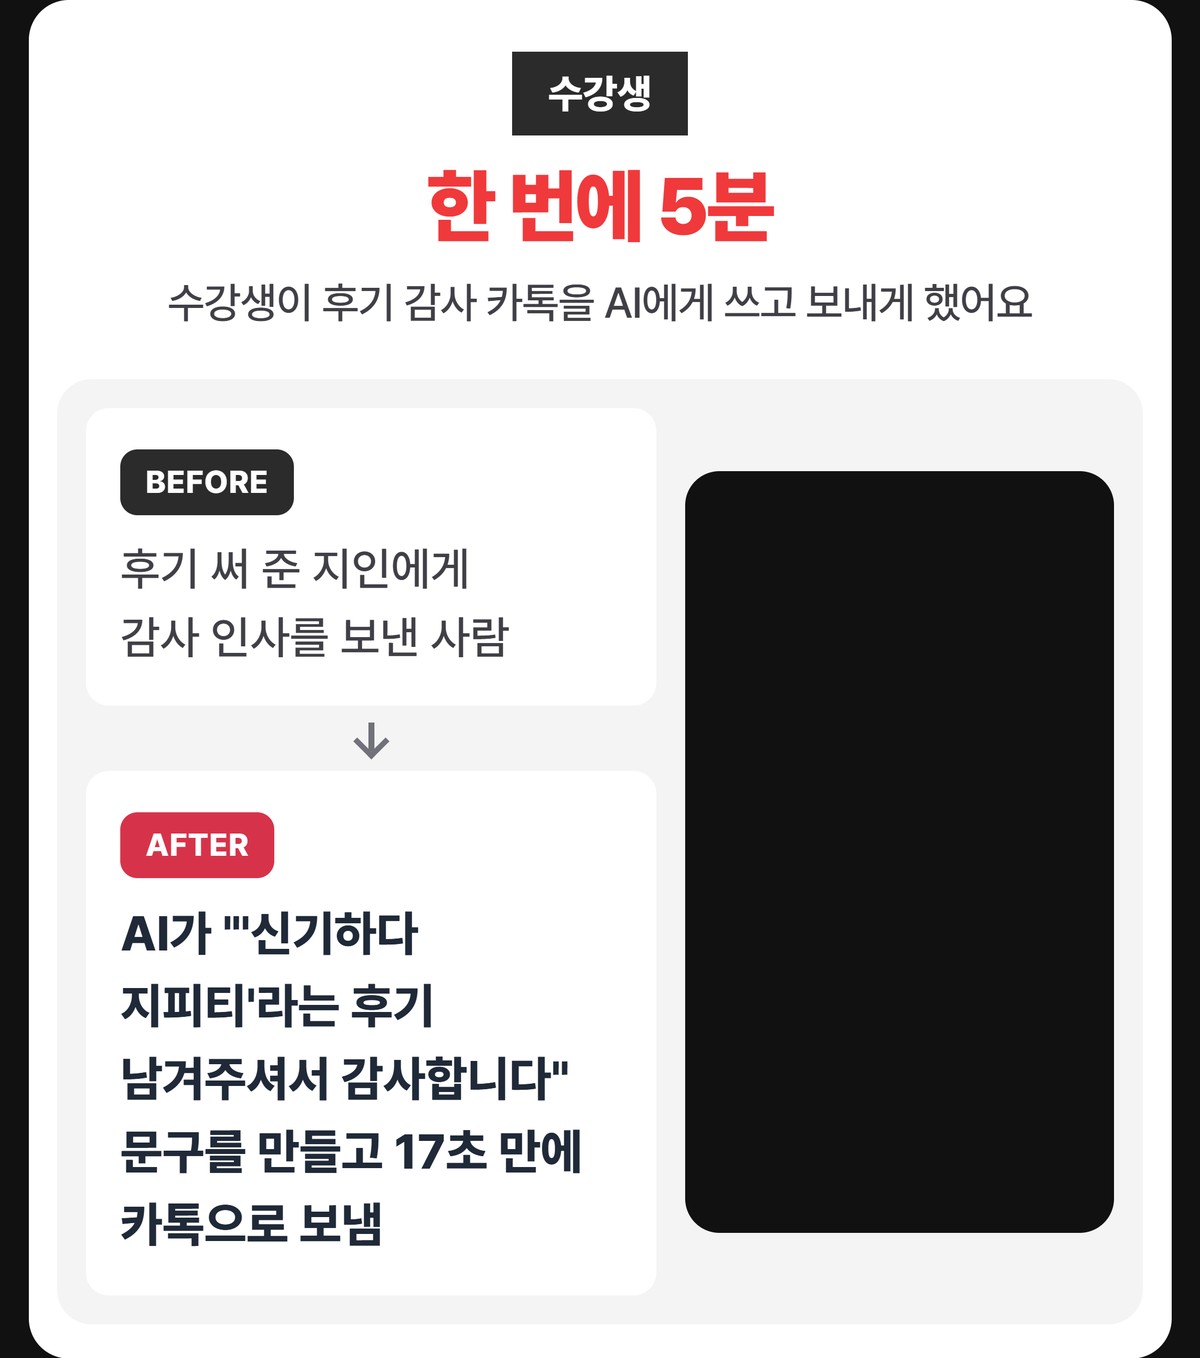 수강생
한 번에 5분
수강생이 후기 감사 카톡을 AI에게 쓰고 보내게 했어요
BEFORE
후기 써 준 지인에게
감사 인사를 보낸 사람
↓
AFTER
AI가 "'신기하다
지피티'라는 후기
남겨주셔서 감사합니다"
문구를 만들고 17초 만에
카톡으로 보냄